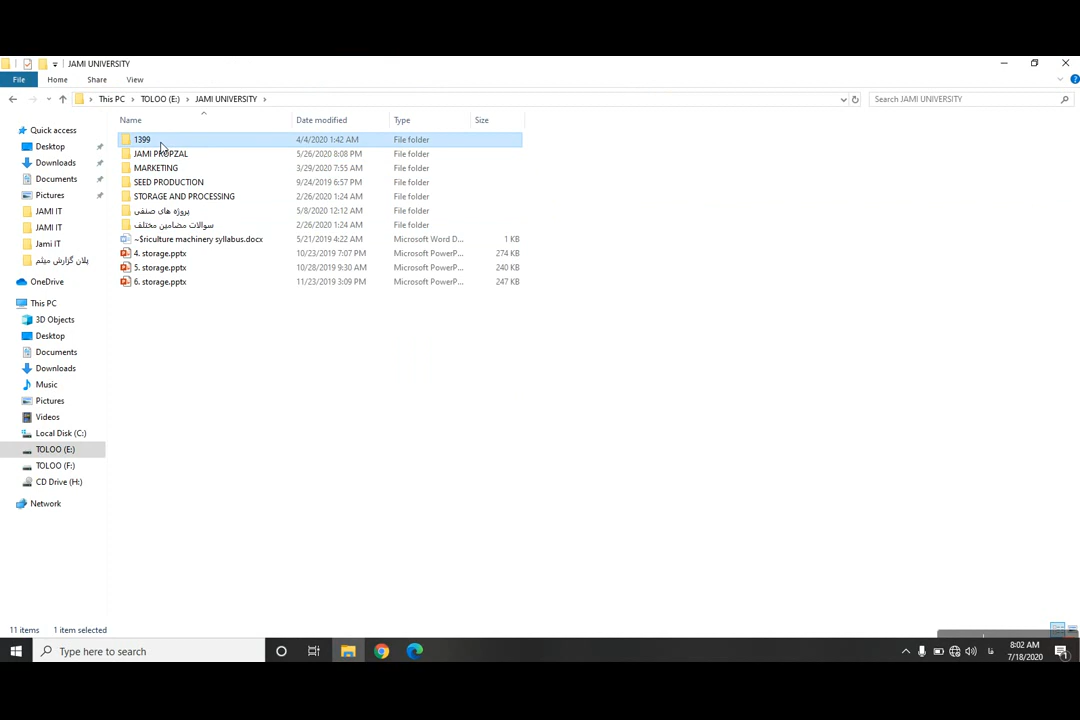 JAMI UNIVERSITY
File Home Share View
This PC TOLOO (E:) JAMI UNIVERSITY
Search JAMI UNIVERSITY
Name Date modified Type Size
Quick access
Desktop
Downloads
Documents
Pictures
JAMI IT
JAMI IT
Jami IT
پلان گزارش میثم
OneDrive
This PC
3D Objects
Desktop
Documents
Downloads
Music
Pictures
Videos
Local Disk (C:)
TOLOO (E:)
TOLOO (F:)
CD Drive (H:)
Network
1399 4/4/2020 1:42 AM File folder
JAMI PROPZAL 5/26/2020 8:08 PM File folder
MARKETING 3/29/2020 7:55 AM File folder
SEED PRODUCTION 9/24/2019 6:57 PM File folder
STORAGE AND PROCESSING 2/26/2020 1:24 AM File folder
پروژه های صنفی 5/8/2020 12:12 AM File folder
سوالات مضامین مختلف 2/26/2020 1:24 AM File folder
~$riculture machinery syllabus.docx 5/21/2019 4:22 AM Microsoft Word D... 1 KB
4. storage.pptx 10/23/2019 7:07 PM Microsoft PowerP... 274 KB
5. storage.pptx 10/28/2019 9:30 AM Microsoft PowerP... 240 KB
6. storage.pptx 11/23/2019 3:09 PM Microsoft PowerP... 247 KB
11 items 1 item selected
Type here to search
فا
8:02 AM
7/18/2020
1